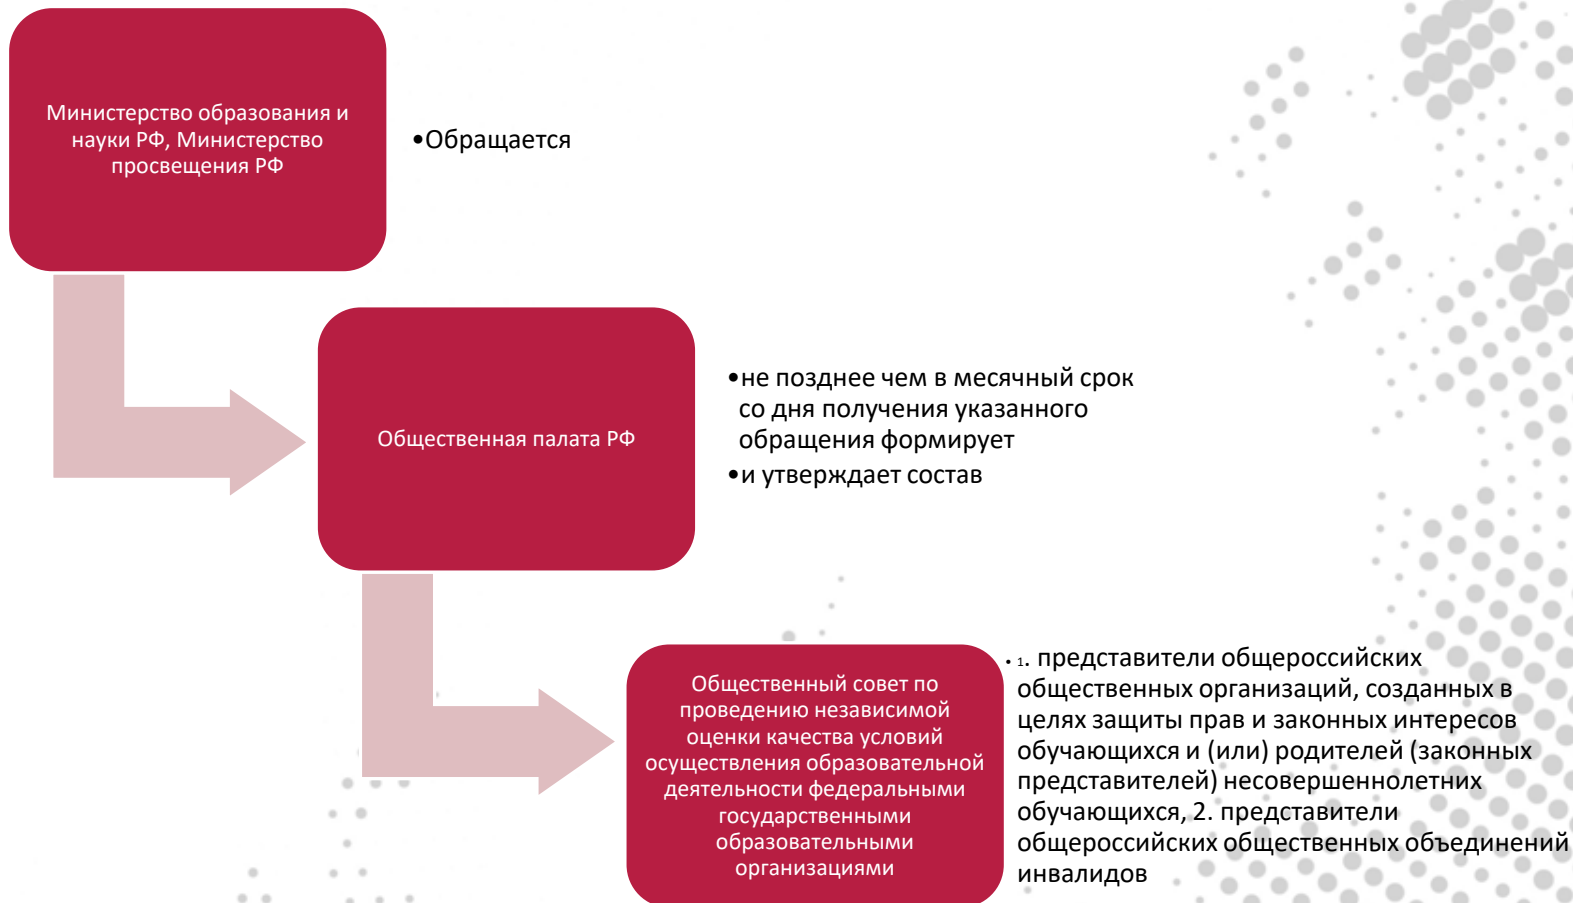 Министерство образования и
науки РФ, Министерство
просвещения РФ
•Обращается
Общественная палата РФ
•не позднее чем в месячный срок
со дня получения указанного
обращения формирует
•и утверждает состав
Общественный совет по
проведению независимой
оценки качества условий
осуществления образовательной
деятельности федеральными
государственными
образовательными
организациями
• 1. представители общероссийских
общественных организаций, созданных в
целях защиты прав и законных интересов
обучающихся и (или) родителей (законных
представителей) несовершеннолетних
обучающихся, 2. представители
общероссийских общественных объединений
инвалидов